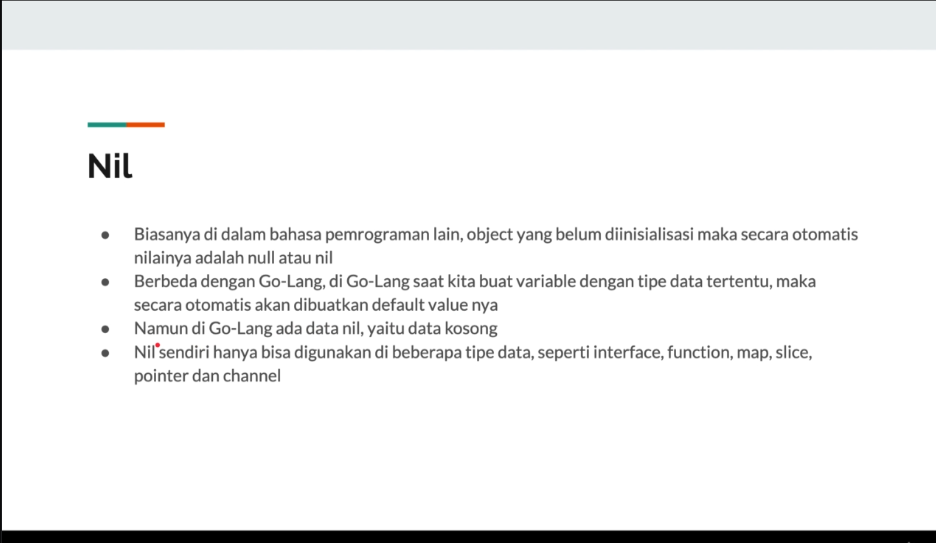 Nil
● Biasanya di dalam bahasa pemrograman lain, object yang belum diinisialisasi maka secara otomatis
nilainya adalah null atau nil
● Berbeda dengan Go-Lang, di Go-Lang saat kita buat variable dengan tipe data tertentu, maka
secara otomatis akan dibuatkan default value nya
● Namun di Go-Lang ada data nil, yaitu data kosong
● Nil sendiri hanya bisa digunakan di beberapa tipe data, seperti interface, function, map, slice,
pointer dan channel